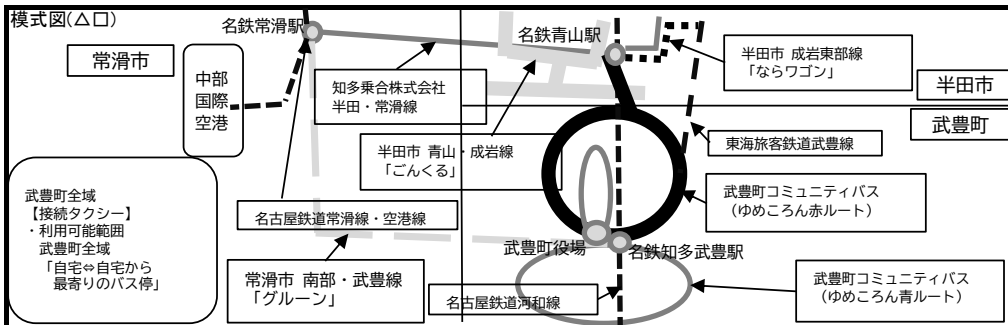 模式図(△□)
名鉄常滑駅
名鉄青山駅
常滑市
中部
国際
空港
知多乗合株式会社
半田・常滑線
半田市 成岩東部線
「ならワゴン」
半田市
武豊町
半田市 青山・成岩線
「ごんくる」
東海旅客鉄道武豊線
武豊町全域
【接続タクシー】
・利用可能範囲
武豊町全域
「自宅⇔自宅から
最寄りのバス停」
名古屋鉄道常滑線・空港線
武豊町コミュニティバス
(ゆめころん赤ルート)
武豊町役場
名鉄知多武豊駅
常滑市 南部・武豊線
「グルーン」
名古屋鉄道河和線
武豊町コミュニティバス
(ゆめころん青ルート)